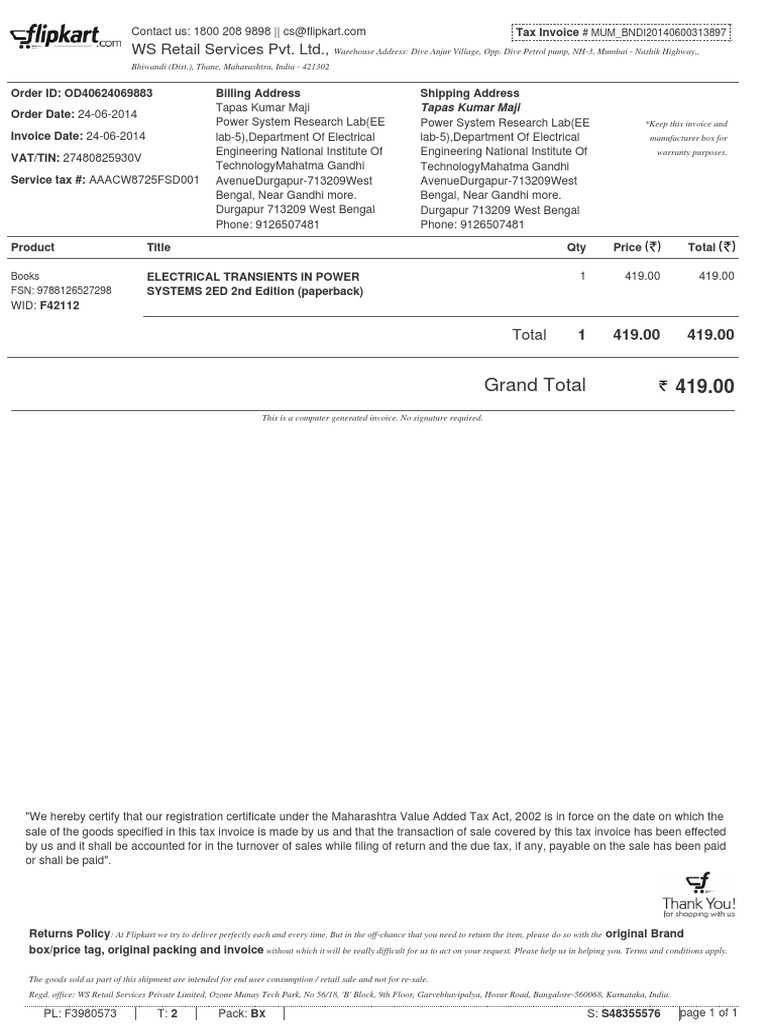 flipkart.com
Contact us: 1800 208 9898 || cs@flipkart.com
Tax Invoice # MUM_BNDI20140600313897
WS Retail Services Pvt. Ltd., Warehouse Address: Dive Anjur Village, Opp. Dive Petrol pump, NH-3, Mumbai - Nashik Highway,,
Bhiwandi (Dist.), Thane, Maharashtra, India - 421302
Order ID: OD40624069883
Order Date: 24-06-2014
Invoice Date: 24-06-2014
VAT/TIN: 27480825930V
Service tax #: AAACW8725FSD001
Billing Address
Tapas Kumar Maji
Power System Research Lab(EE
lab-5),Department Of Electrical
Engineering National Institute Of
TechnologyMahatma Gandhi
AvenueDurgapur-713209West
Bengal, Near Gandhi more.
Durgapur 713209 West Bengal
Phone: 9126507481
Shipping Address
Tapas Kumar Maji
Power System Research Lab(EE
lab-5),Department Of Electrical
Engineering National Institute Of
TechnologyMahatma Gandhi
AvenueDurgapur-713209West
Bengal, Near Gandhi more.
Durgapur 713209 West Bengal
Phone: 9126507481
*Keep this invoice and
manufacturer box for
warranty purposes.
Product Title Qty Price (₹) Total (₹)
Books
FSN: 9788126527298
WID: F42112
ELECTRICAL TRANSIENTS IN POWER
SYSTEMS 2ED 2nd Edition (paperback)
1 419.00 419.00
Total 1 419.00 419.00
Grand Total ₹ 419.00
This is a computer generated invoice. No signature required.
"We hereby certify that our registration certificate under the Maharashtra Value Added Tax Act, 2002 is in force on the date on which the
sale of the goods specified in this tax invoice is made by us and that the transaction of sale covered by this tax invoice has been effected
by us and it shall be accounted for in the turnover of sales while filing of return and the due tax, if any, payable on the sale has been paid
or shall be paid".
Thank You!
for shopping with us
Returns Policy: At Flipkart we try to deliver perfectly each and every time. But in the off-chance that you need to return the item, please do so with the original Brand
box/price tag, original packing and invoice without which it will be really difficult for us to act on your request. Please help us in helping you. Terms and conditions apply.
The goods sold as part of this shipment are intended for end user consumption / retail sale and not for re-sale.
Regd. office: WS Retail Services Private Limited, Ozone Manay Tech Park, No 56/18, 'B' Block, 9th Floor, Garvebhavipalya, Hosur Road, Bangalore-560068, Karnataka, India.
PL: F3980573 T: 2 Pack: Bx S: S48355576 page 1 of 1